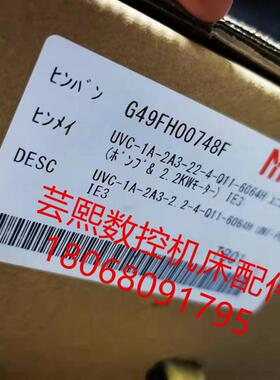 ﾋﾝﾊﾞﾝ G49FH00748F
ﾋﾝﾒｲ UVC-1A-2A3-22-4-Q11-6064H
(ﾎﾟﾝﾌﾟ& 2.2KWﾓｰﾀｰ) IE3
DESC UVC-1A-2A3-2.2-4-Q11-6064H
IE3
芸熙数控机床配件
18068091795